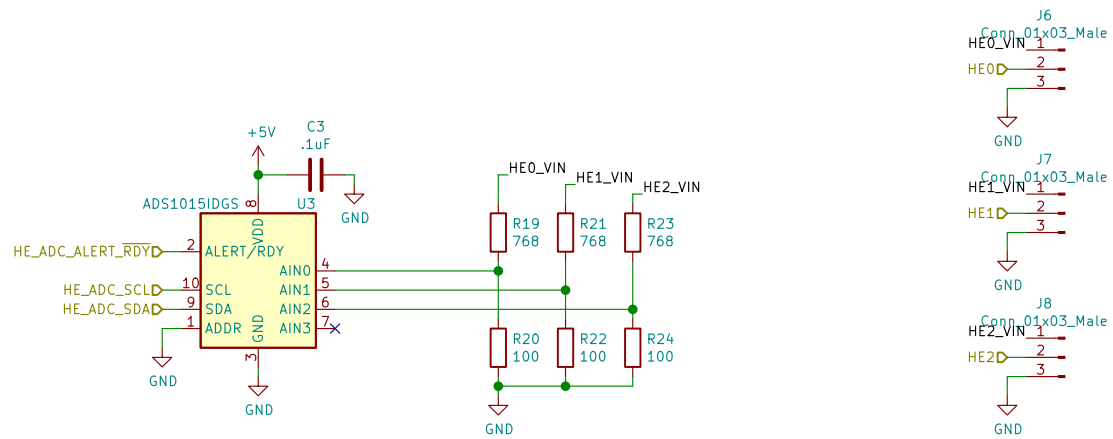 J6
Conn_01x03_Male
HE0_VIN 1
HE0 2
3
GND
+5V
C3
.1uF
GND
HE0_VIN
HE1_VIN
HE2_VIN
ADS1015IDGS
U3
8
VDD
HE_ADC_ALERT_RDY 2 ALERT/RDY
HE_ADC_SCL 10 SCL
HE_ADC_SDA 9 SDA
1 ADDR
GND
AIN0 4
AIN1 5
AIN2 6
AIN3 7
GND
3
GND
R19
768
R21
768
R23
768
R20
100
R22
100
R24
100
GND
J7
Conn_01x03_Male
HE1_VIN 1
HE1 2
3
GND
J8
Conn_01x03_Male
HE2_VIN 1
HE2 2
3
GND